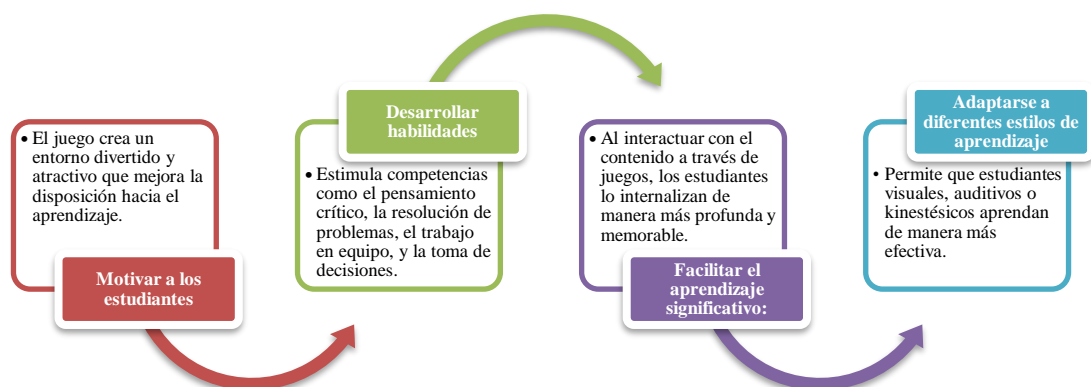 • El juego crea un
entorno divertido y
atractivo que mejora la
disposición hacia el
aprendizaje.
Motivar a los
estudiantes
Desarrollar
habilidades
• Estimula competencias
como el pensamiento
crítico, la resolución de
problemas, el trabajo
en equipo, y la toma de
decisiones.
• Al interactuar con el
contenido a través de
juegos, los estudiantes
lo internalizan de
manera más profunda y
memorable.
Facilitar el
aprendizaje
significativo:
Adaptarse a
diferentes estilos de
aprendizaje
• Permite que estudiantes
visuales, auditivos o
kinestésicos aprendan
de manera más
efectiva.